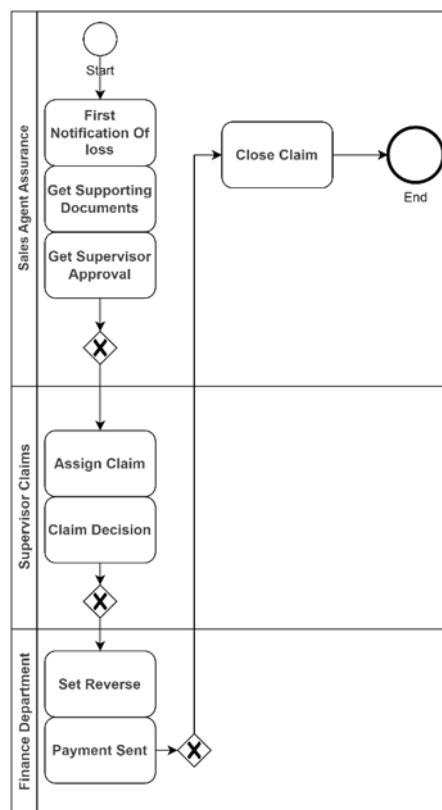 Sales Agent Assurance
Start
First
Notification Of
loss
Get Supporting
Documents
Get Supervisor
Approval
Close Claim
End
Supervisor Claims
Assign Claim
Claim Decision
Finance Department
Set Reverse
Payment Sent